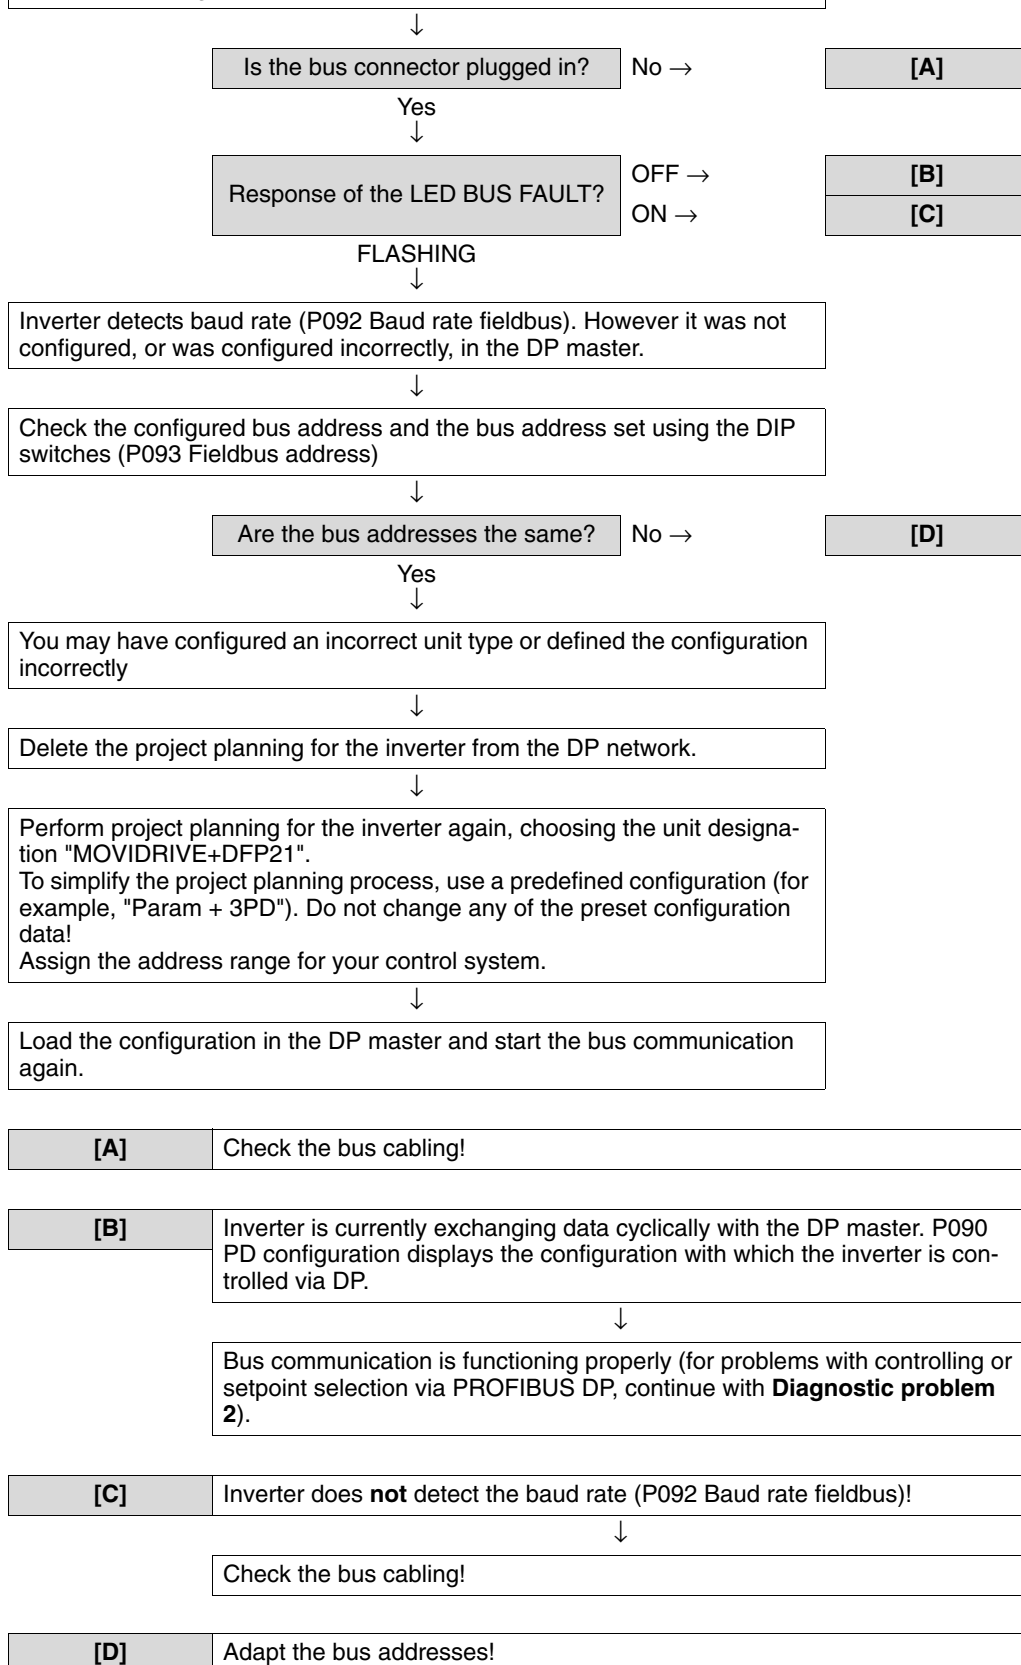 ↓
Is the bus connector plugged in? No → [A]
Yes
↓
Response of the LED BUS FAULT? OFF → [B]
ON → [C]
FLASHING
↓
Inverter detects baud rate (P092 Baud rate fieldbus). However it was not
configured, or was configured incorrectly, in the DP master.
↓
Check the configured bus address and the bus address set using the DIP
switches (P093 Fieldbus address)
↓
Are the bus addresses the same? No → [D]
Yes
↓
You may have configured an incorrect unit type or defined the configuration
incorrectly
↓
Delete the project planning for the inverter from the DP network.
↓
Perform project planning for the inverter again, choosing the unit designa-
tion "MOVIDRIVE+DFP21".
To simplify the project planning process, use a predefined configuration (for
example, "Param + 3PD"). Do not change any of the preset configuration
data!
Assign the address range for your control system.
↓
Load the configuration in the DP master and start the bus communication
again.
[A] Check the bus cabling!
[B] Inverter is currently exchanging data cyclically with the DP master. P090
PD configuration displays the configuration with which the inverter is con-
trolled via DP.
↓
Bus communication is functioning properly (for problems with controlling or
setpoint selection via PROFIBUS DP, continue with Diagnostic problem
2).
[C] Inverter does not detect the baud rate (P092 Baud rate fieldbus)!
↓
Check the bus cabling!
[D] Adapt the bus addresses!